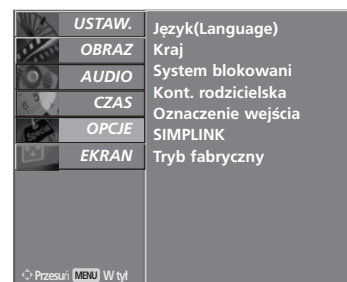 USTAW.
OBRAZ
AUDIO
CZAS
OPCJE
EKRAN
Język(Language)
Kraj
System blokowani
Kont. rodzicielska
Oznaczenie wejścia
SIMPLINK
Tryb fabryczny
Przesuń MENU W tył